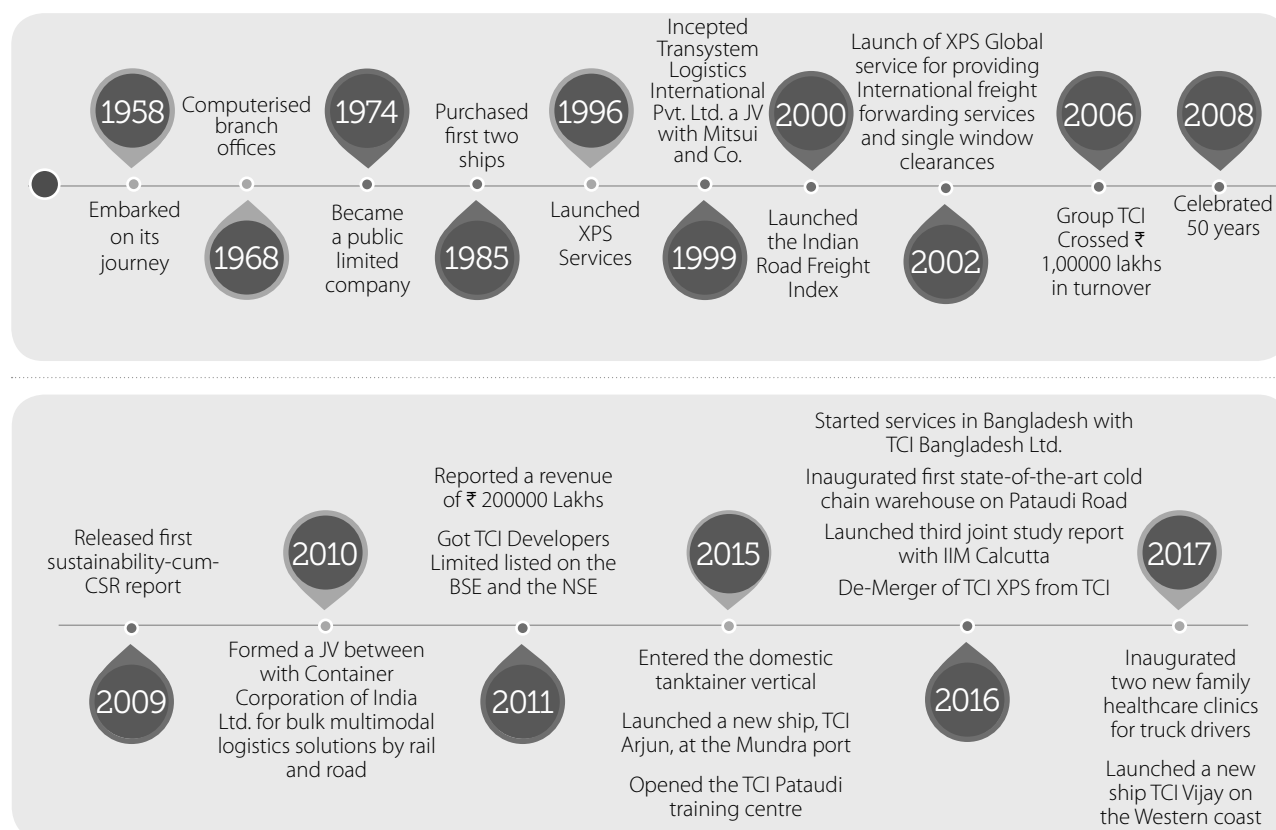 1958
Embarked
on its
journey
Computerised
branch
offices
1968
1974
Became
a public
limited
company
Purchased
first two
ships
1985
1996
Launched
XPS
Services
Incepted
Transystem
Logistics
International
Pvt. Ltd. a JV
with Mitsui
and Co.
1999
2000
Launched
the Indian
Road Freight
Index
Launch of XPS Global
service for providing
International freight
forwarding services
and single window
clearances
2002
2006
Group TCI
Crossed ₹
1,00000 lakhs
in turnover
2008
Celebrated
50 years
Released first
sustainability-cum-
CSR report
2009
2010
Formed a JV between
with Container
Corporation of India
Ltd. for bulk multimodal
logistics solutions by rail
and road
Reported a revenue
of ₹ 200000 Lakhs
Got TCI Developers
Limited listed on the
BSE and the NSE
2011
2015
Entered the domestic
tanktainer vertical
Launched a new ship, TCI
Arjun, at the Mundra port
Opened the TCI Pataudi
training centre
Started services in Bangladesh with
TCI Bangladesh Ltd.
Inaugurated first state-of-the-art cold
chain warehouse on Pataudi Road
Launched third joint study report
with IIM Calcutta
De-Merger of TCI XPS from TCI
2016
2017
Inaugurated
two new family
healthcare clinics
for truck drivers
Launched a new
ship TCI Vijay on
the Western coast